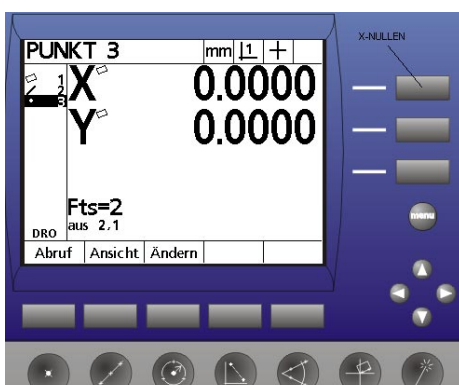 X-NULLEN
PUNKT 3 mm 1 +
1
2
3
X 0.0000
Y 0.0000
Fts=2
aus 2,1
DRO
Abruf Ansicht Ändern
menu